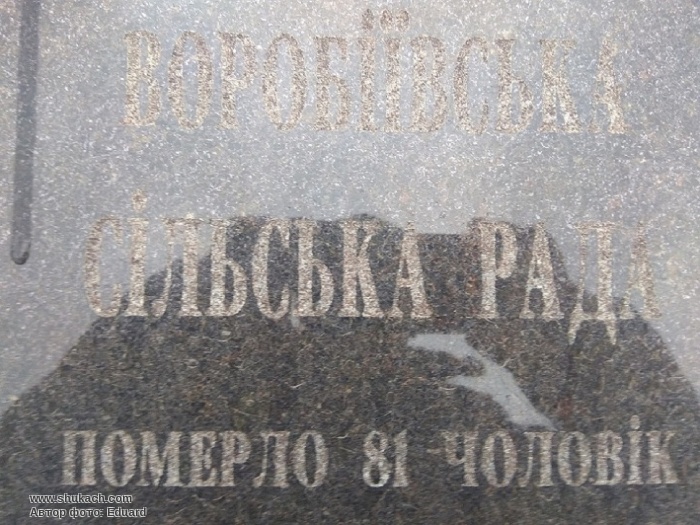 ВОРОБІЇВСЬКА
СІЛЬСЬКА РАДА
ПОМЕРЛО 81 ЧОЛОВІК
www.shukach.com
Автор фото: Eduard